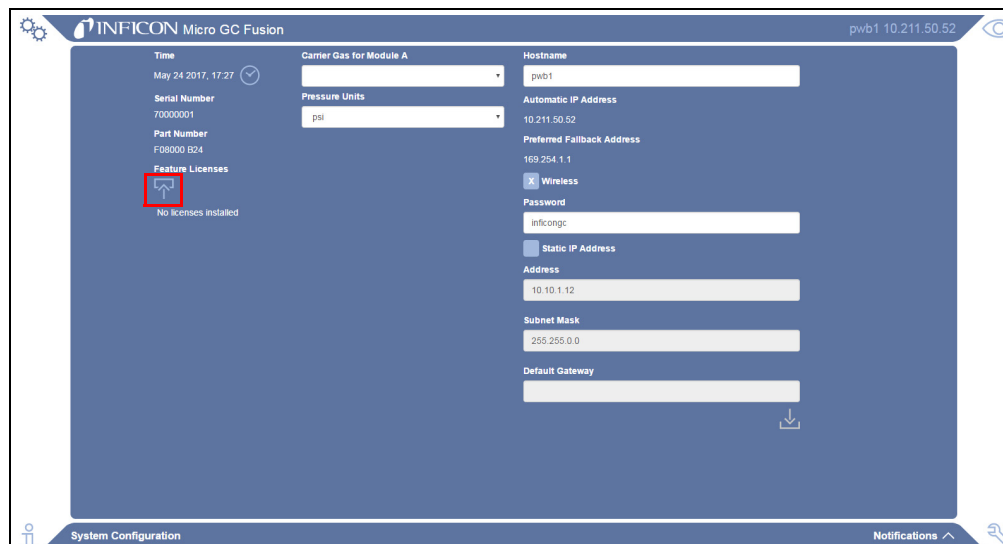 INFICON Micro GC Fusion
pwb1 10.211.50.52
Time
May 24 2017, 17:27
Serial Number
70000001
Part Number
F08000 B24
Feature Licenses
No licenses installed
Carrier Gas for Module A
Pressure Units
psi
Hostname
pwb1
Automatic IP Address
10.211.50.52
Preferred Fallback Address
169.254.1.1
X Wireless
Password
inficongc
Static IP Address
Address
10.10.1.12
Subnet Mask
255.255.0.0
Default Gateway
System Configuration
Notifications